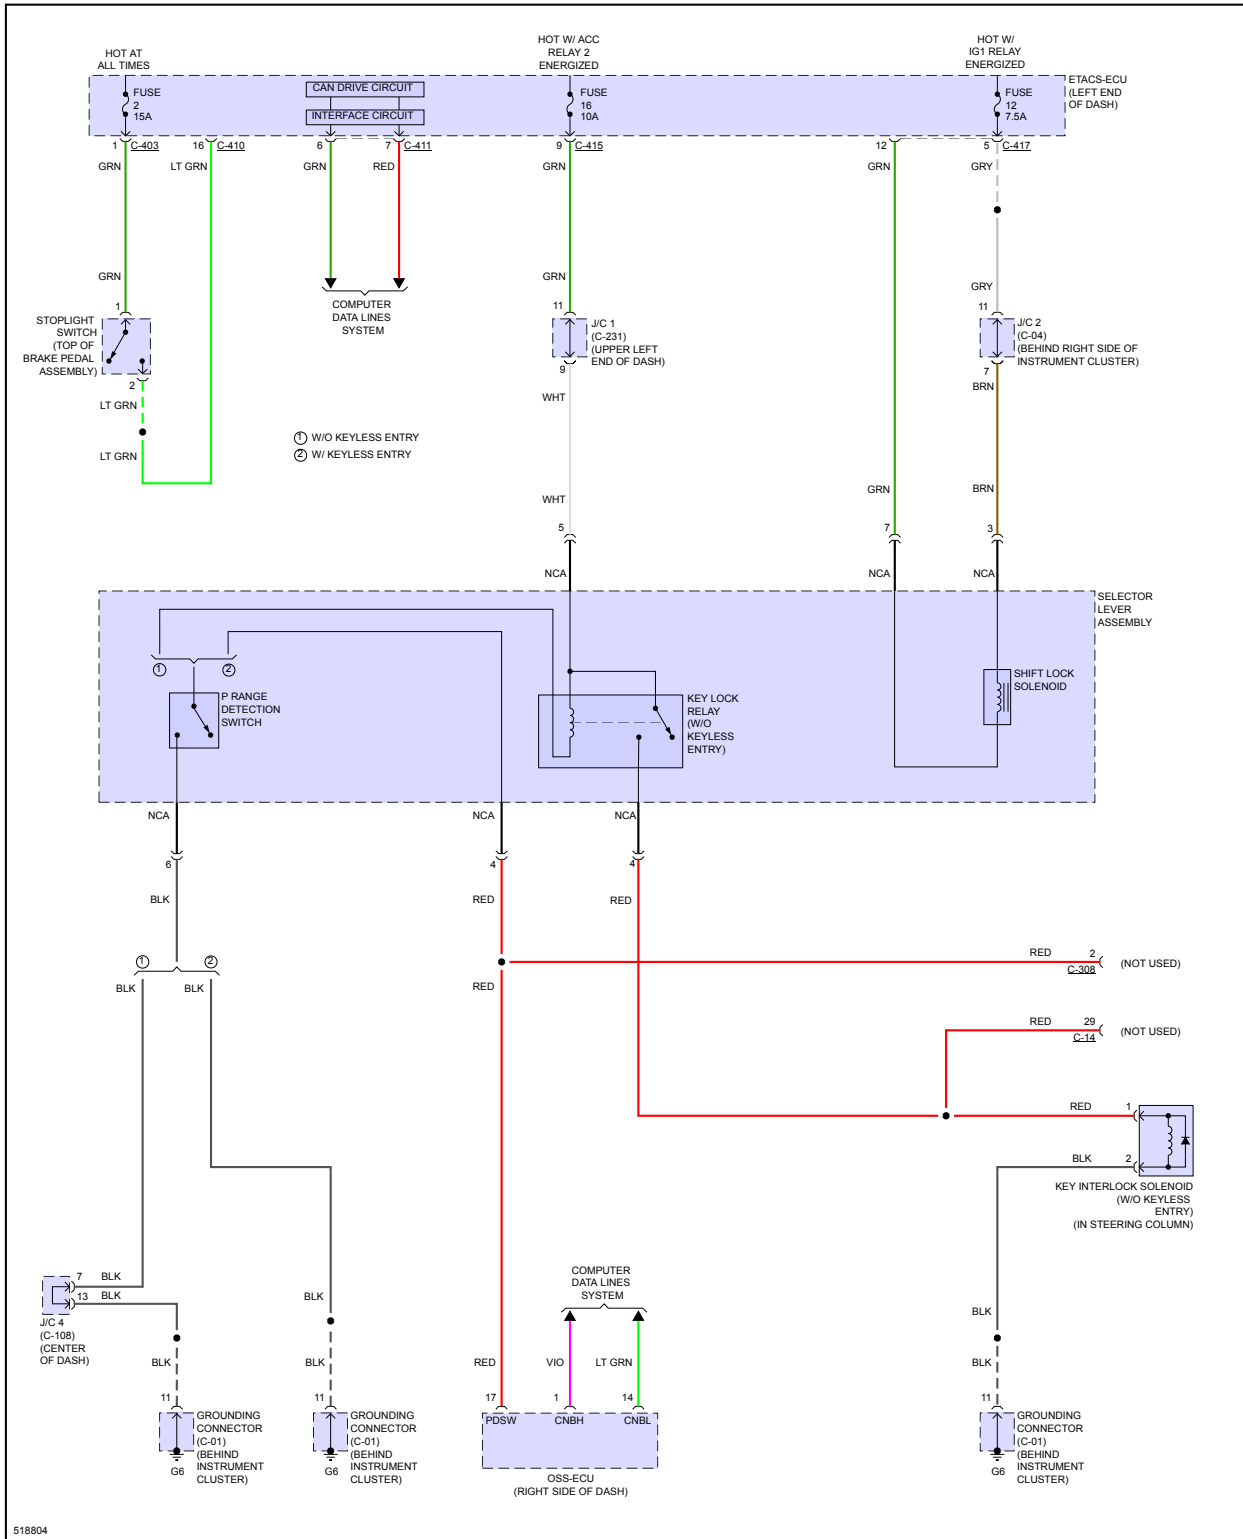 HOT AT
ALL TIMES
HOT W/ ACC
RELAY 2
ENERGIZED
HOT W/
IG1 RELAY
ENERGIZED
FUSE
2
15A
CAN DRIVE CIRCUIT
INTERFACE CIRCUIT
FUSE
16
10A
FUSE
12
7.5A
ETACS-ECU
(LEFT END
OF DASH)
1 C-403
16 C-410
6
7 C-411
9 C-415
12
5 C-417
GRN
LT GRN
GRN
RED
GRN
GRN
GRY
GRN
GRN
GRY
1
STOPLIGHT
SWITCH
(TOP OF
BRAKE PEDAL
ASSEMBLY)
2
COMPUTER
DATA LINES
SYSTEM
11
J/C 1
(C-231)
(UPPER LEFT
END OF DASH)
9
11
J/C 2
(C-04)
(BEHIND RIGHT SIDE OF
INSTRUMENT CLUSTER)
7
LT GRN
LT GRN
WHT
BRN
1 W/O KEYLESS ENTRY
2 W/ KEYLESS ENTRY
WHT
GRN
BRN
5
7
3
NCA
NCA
NCA
SELECTOR
LEVER
ASSEMBLY
1
2
P RANGE
DETECTION
SWITCH
KEY LOCK
RELAY
(W/O
KEYLESS
ENTRY)
SHIFT LOCK
SOLENOID
NCA
NCA
NCA
6
4
4
BLK
RED
RED
1
2
BLK
BLK
RED
RED
2
C-308
(NOT USED)
RED
29
C-14
(NOT USED)
RED
1
BLK
2
KEY INTERLOCK SOLENOID
(W/O KEYLESS
ENTRY)
(IN STEERING COLUMN)
7
BLK
13
BLK
J/C 4
(C-108)
(CENTER
OF DASH)
BLK
BLK
BLK
COMPUTER
DATA LINES
SYSTEM
RED
VIO
LT GRN
BLK
BLK
11
GROUNDING
CONNECTOR
(C-01)
(BEHIND
INSTRUMENT
CLUSTER)
G6
11
GROUNDING
CONNECTOR
(C-01)
(BEHIND
INSTRUMENT
CLUSTER)
G6
17
1
14
PDSW
CNBH
CNBL
OSS-ECU
(RIGHT SIDE OF DASH)
11
GROUNDING
CONNECTOR
(C-01)
(BEHIND
INSTRUMENT
CLUSTER)
G6
518804